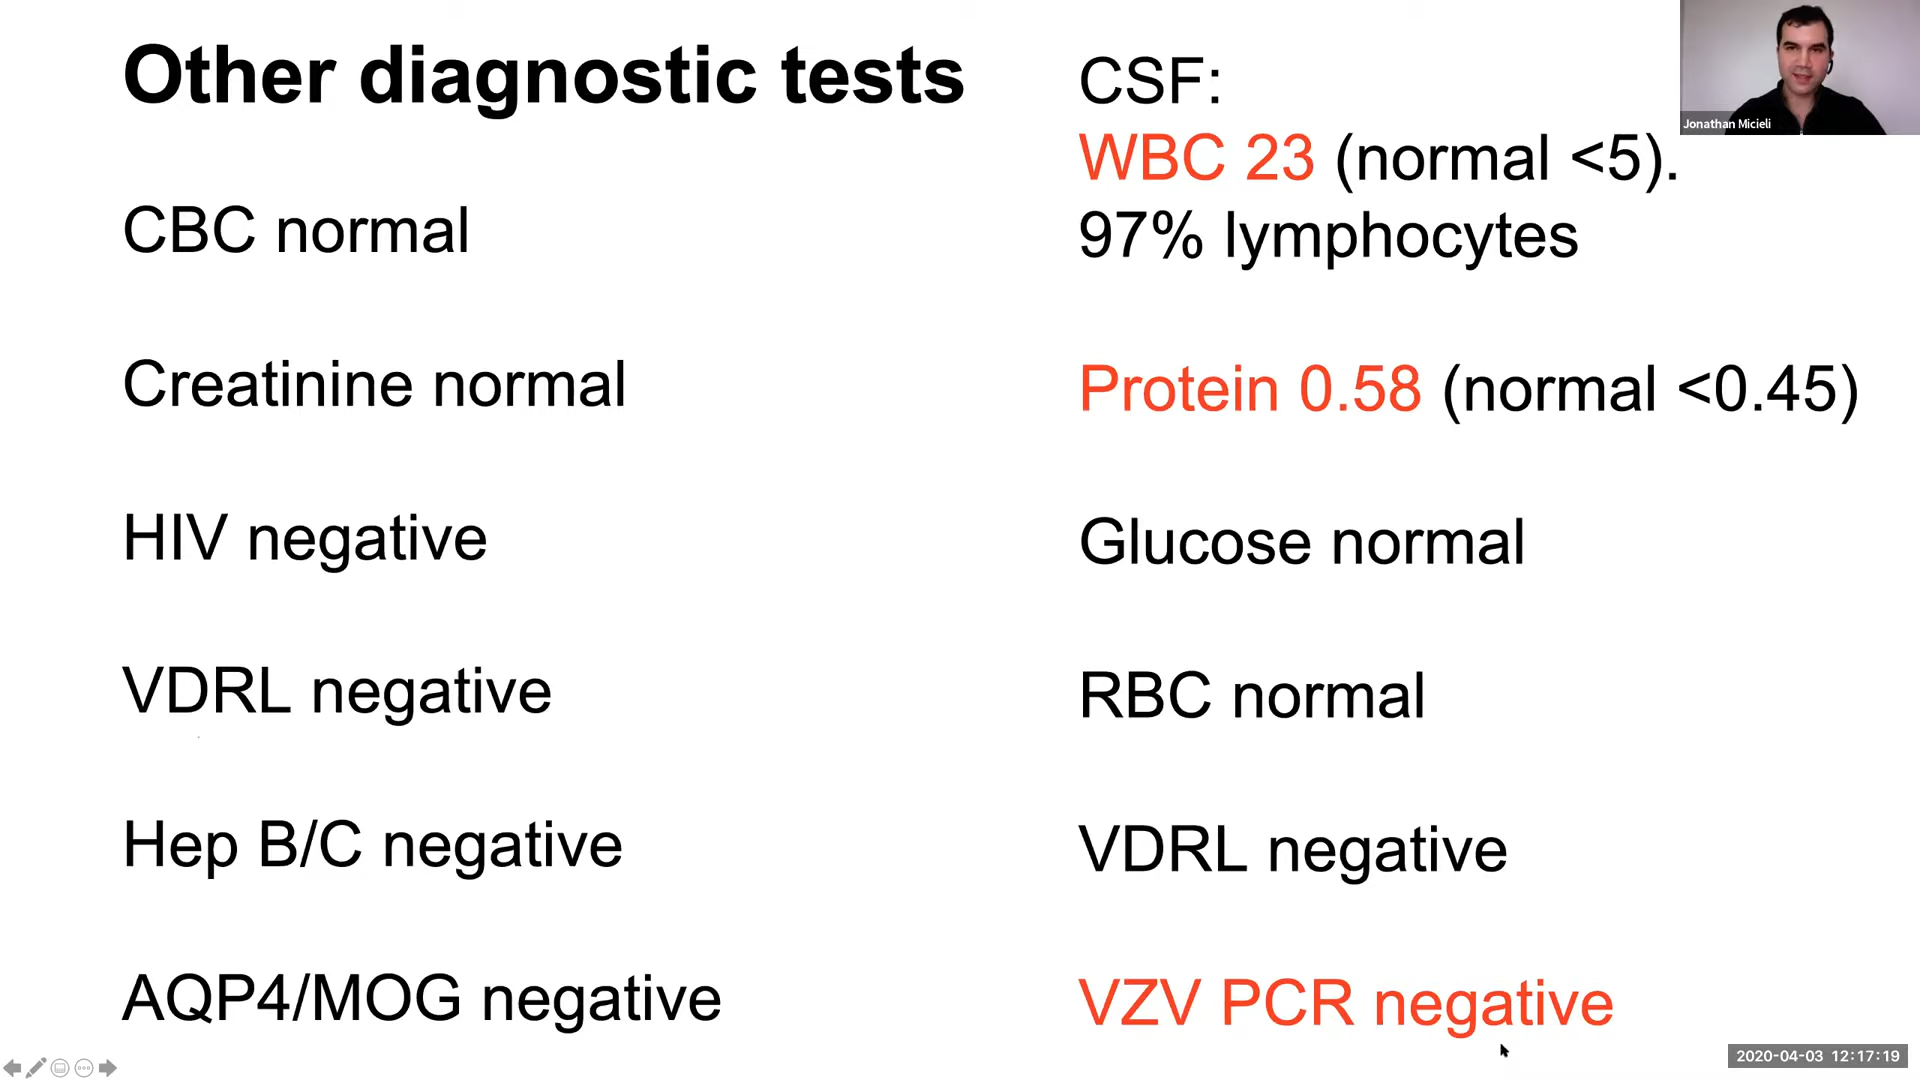 Other diagnostic tests
CBC normal
Creatinine normal
HIV negative
VDRL negative
Hep B/C negative
AQP4/MOG negative
CSF:
WBC 23 (normal <5).
97% lymphocytes
Protein 0.58 (normal <0.45)
Glucose normal
RBC normal
VDRL negative
VZV PCR negative
Jonathan Micieli
2020-04-03 12:17:19